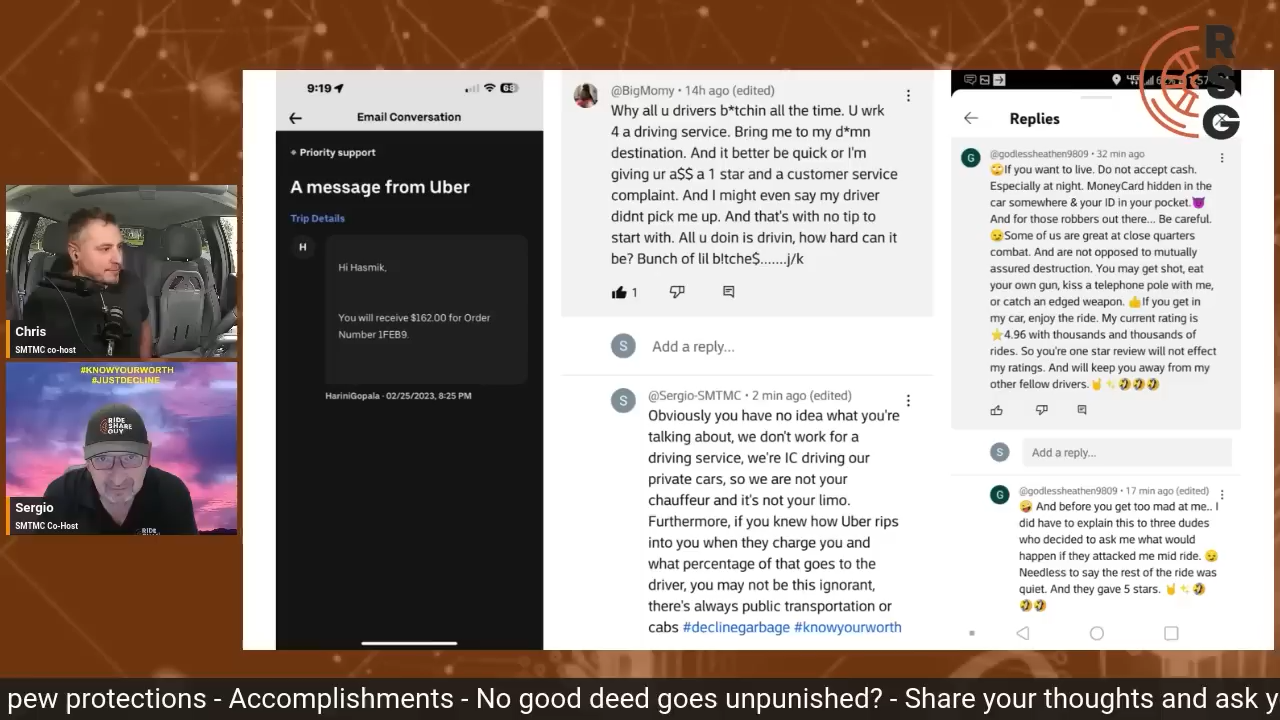 R
S
G
Chris
SMTMC co-host
#KNOWYOURWORTH
#JUSTDECLINE
RIDE
SHARE
GUY
RIDE
Sergio
SMTMC Co-Host
9:19
Email Conversation
Priority support
A message from Uber
Trip Details
H
Hi Hasmik,
You will receive $162.00 for Order
Number 1FEB9.
HariniGopala · 02/25/2023, 8:25 PM
@BigMomy • 14h ago (edited)
Why all u drivers b*tchin all the time. U wrk
4 a driving service. Bring me to my d*mn
destination. And it better be quick or I'm
giving ur a$$ a 1 star and a customer service
complaint. And I might even say my driver
didnt pick me up. And that's with no tip to
start with. All u doin is drivin, how hard can it
be? Bunch of lil b!tche$.......j/k
1
S
Add a reply...
S
@Sergio-SMTMC • 2 min ago (edited)
Obviously you have no idea what you're
talking about, we don't work for a
driving service, we're IC driving our
private cars, so we are not your
chauffeur and it's not your limo.
Furthermore, if you knew how Uber rips
into you when they charge you and
what percentage of that goes to the
driver, you may not be this ignorant,
there's always public transportation or
cabs #declinegarbage #knowyourworth
Replies
G
@godlessheathen9809 • 32 min ago
🙄If you want to live. Do not accept cash.
Especially at night. MoneyCard hidden in the
car somewhere & your ID in your pocket.😈
And for those robbers out there... Be careful.
😏Some of us are great at close quarters
combat. And are not opposed to mutually
assured destruction. You may get shot, eat
your own gun, kiss a telephone pole with me,
or catch an edged weapon. 👍If you get in
my car, enjoy the ride. My current rating is
⭐4.96 with thousands and thousands of
rides. So you're one star review will not effect
my ratings. And will keep you away from my
other fellow drivers.🤘✨🤣🤣🤣
S
Add a reply...
G
@godlessheathen9809 • 17 min ago (edited)
🤪 And before you get too mad at me.. I
did have to explain this to three dudes
who decided to ask me what would
happen if they attacked me mid ride. 😏
Needless to say the rest of the ride was
quiet. And they gave 5 stars. 🤘✨🤣
🤣🤣
pew protections - Accomplishments - No good deed goes unpunished? - Share your thoughts and ask y